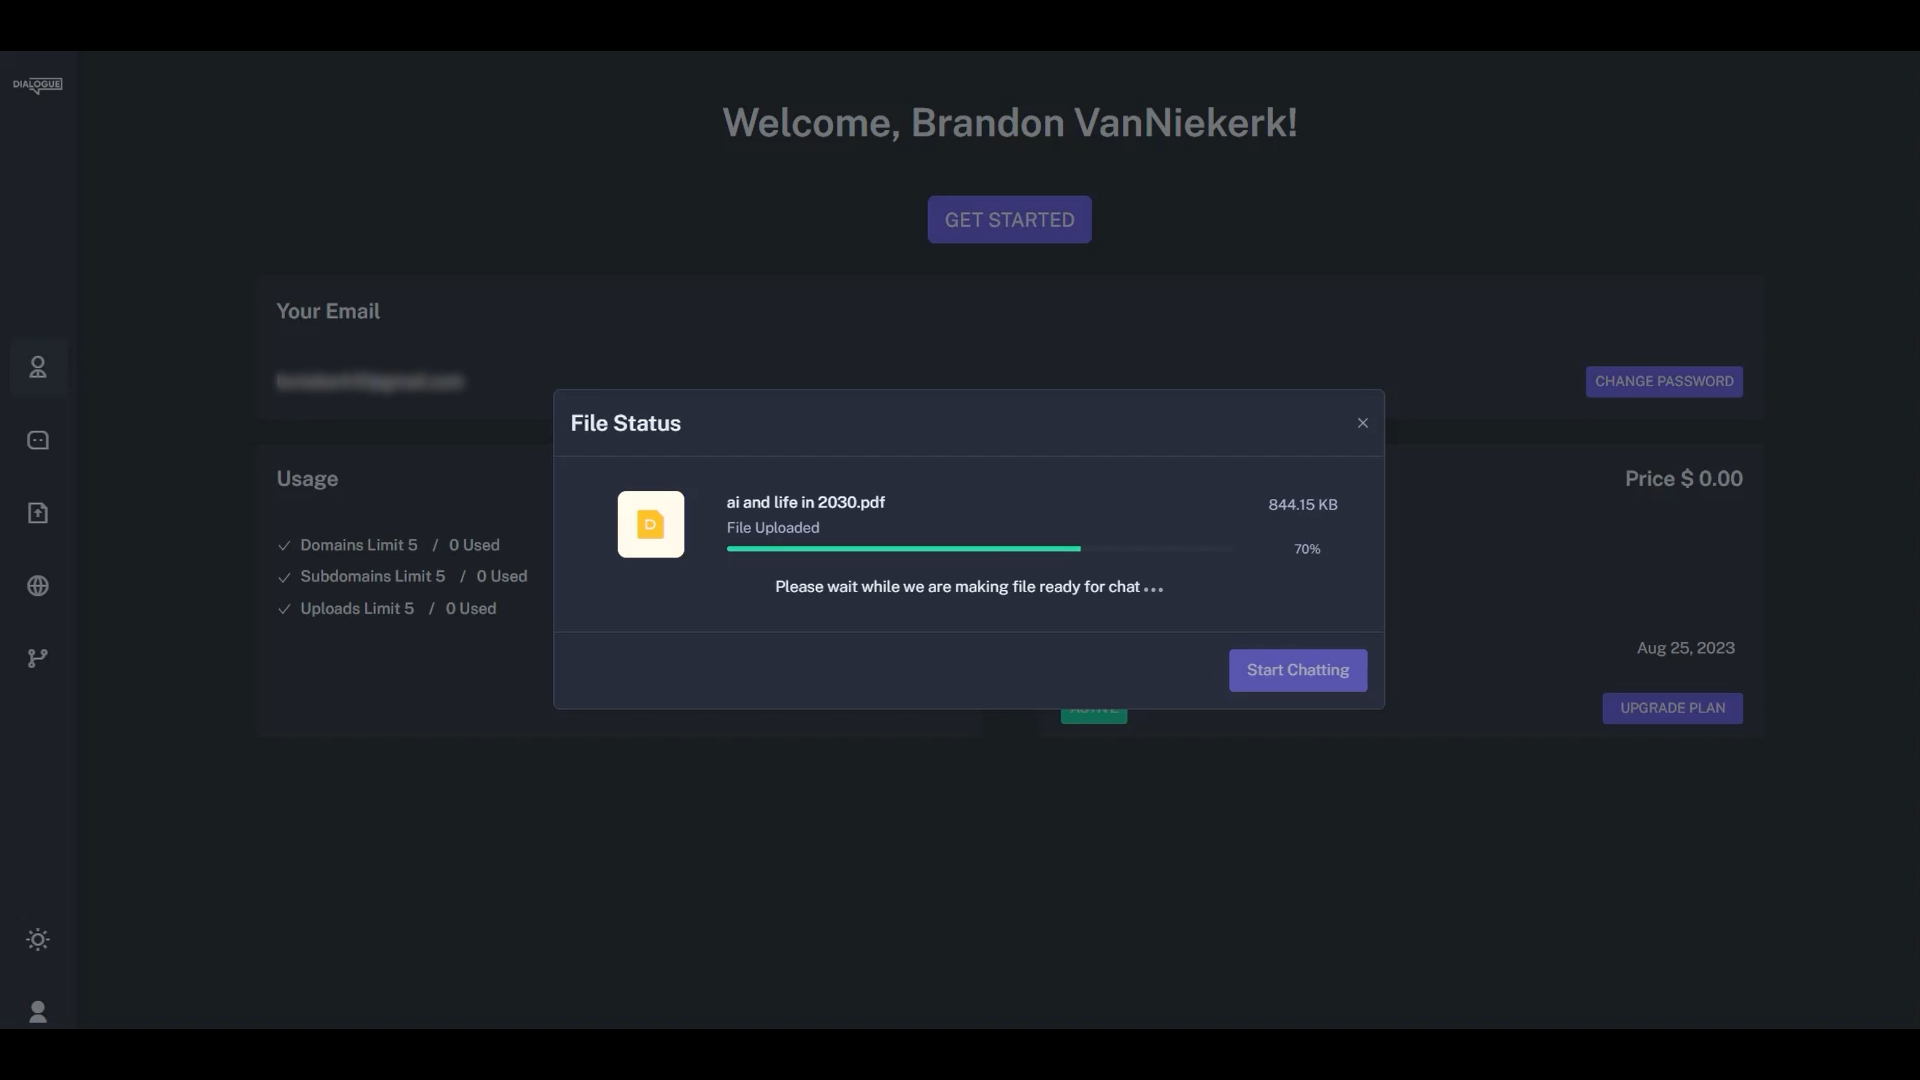 DIALOGUE
Welcome, Brandon VanNiekerk!
GET STARTED
Your Email
CHANGE PASSWORD
File Status
ai and life in 2030.pdf
844.15 KB
File Uploaded
70%
Please wait while we are making file ready for chat ...
Start Chatting
Usage
Price $ 0.00
Domains Limit 5 / 0 Used
Subdomains Limit 5 / 0 Used
Uploads Limit 5 / 0 Used
Aug 25, 2023
ACTIVE
UPGRADE PLAN